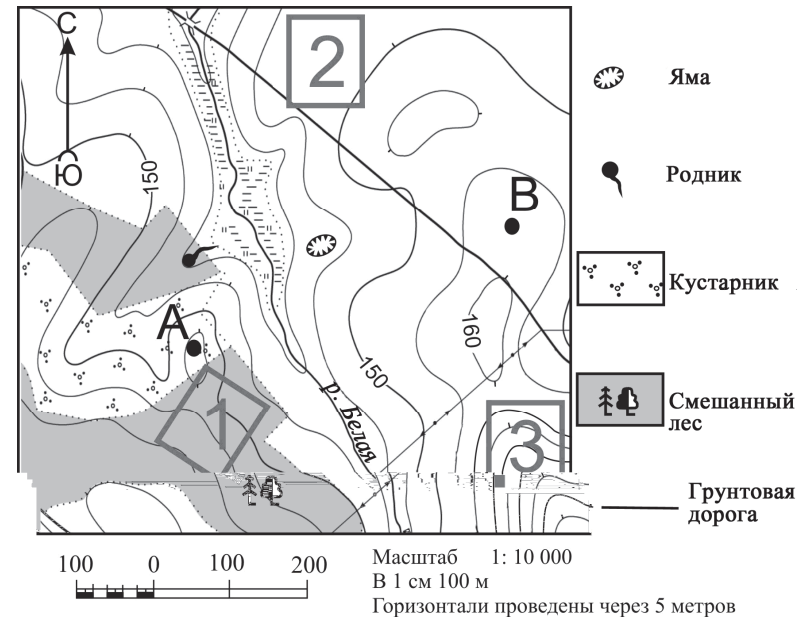 С
Ю
2
150
В
А
160
150
р. Белая
1
3
Яма
Родник
Кустарник
Смешанный
лес
Грунтовая
дорога
100 0 100 200
Масштаб 1: 10 000
В 1 см 100 м
Горизонтали проведены через 5 метров